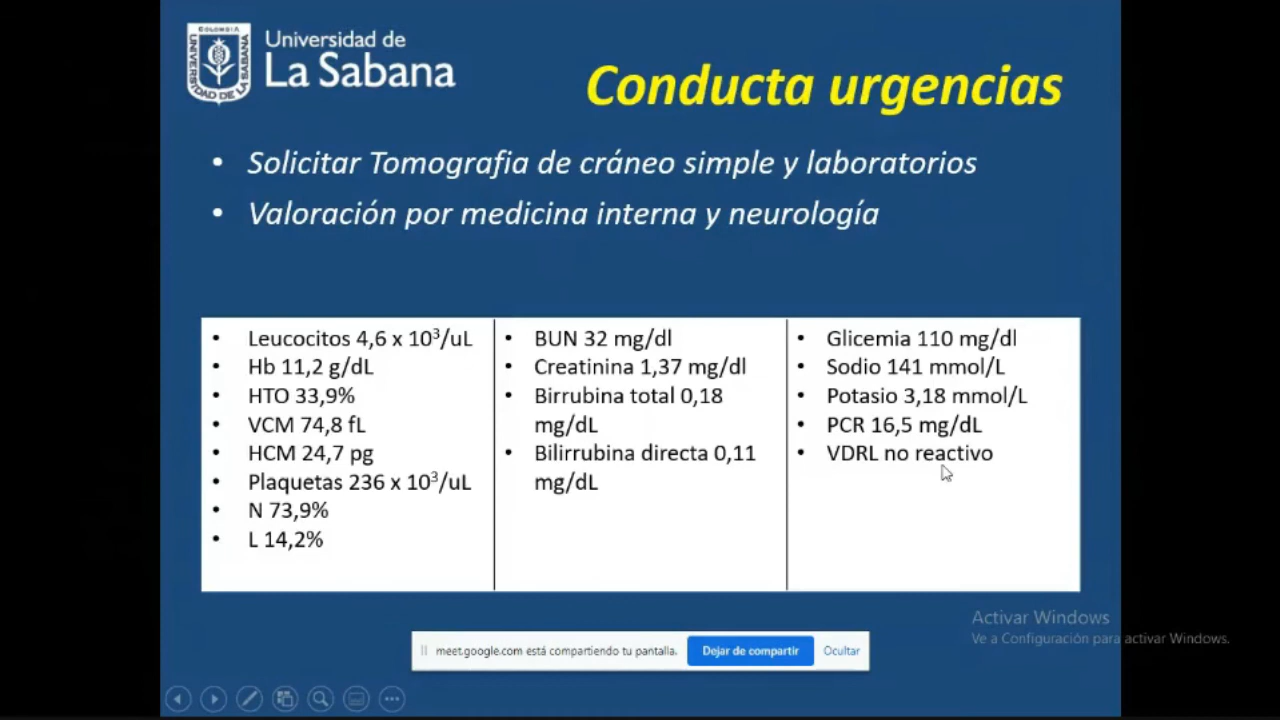 COLOMBIA
UNIVERSIDAD DE LA SABANA
Universidad de
La Sabana
Conducta urgencias
• Solicitar Tomografia de cráneo simple y laboratorios
• Valoración por medicina interna y neurología
• Leucocitos 4,6 x 10³/uL
• Hb 11,2 g/dL
• HTO 33,9%
• VCM 74,8 fL
• HCM 24,7 pg
• Plaquetas 236 x 10³/uL
• N 73,9%
• L 14,2%
• BUN 32 mg/dl
• Creatinina 1,37 mg/dl
• Birrubina total 0,18
mg/dL
• Bilirrubina directa 0,11
mg/dL
• Glicemia 110 mg/dl
• Sodio 141 mmol/L
• Potasio 3,18 mmol/L
• PCR 16,5 mg/dL
• VDRL no reactivo
Activar Windows
Ve a Configuración para activar Windows.
meet.google.com está compartiendo tu pantalla.
Dejar de compartir
Ocultar